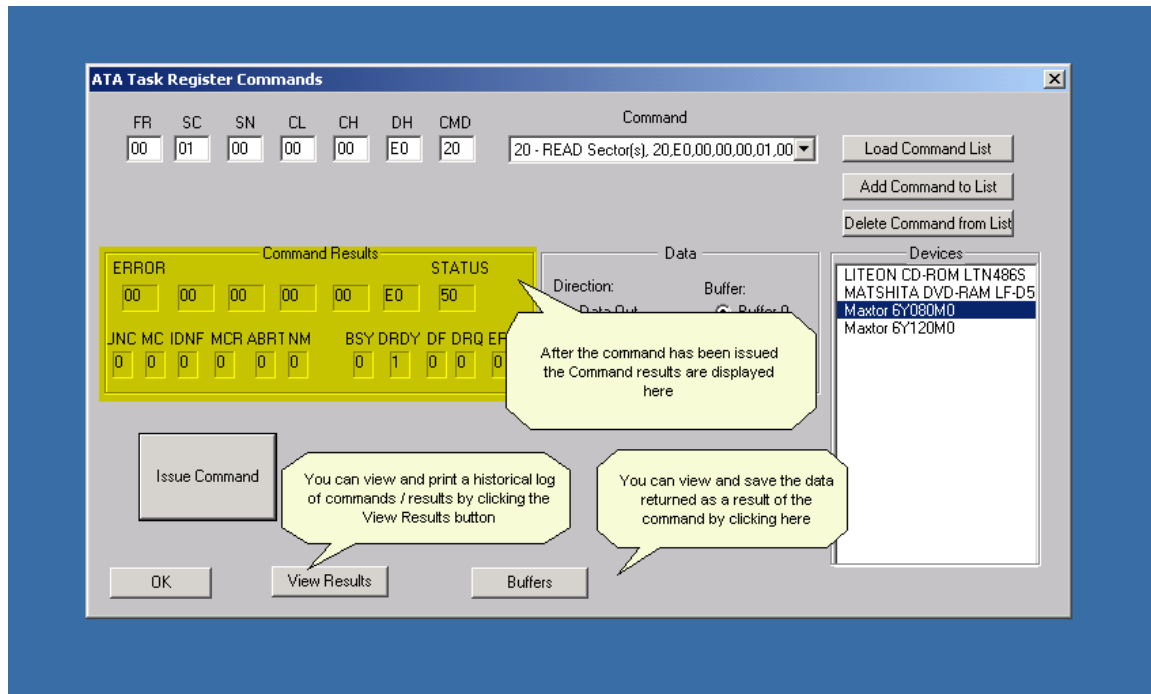 ATA Task Register Commands
FR SC SN CL CH DH CMD
Command
00 01 00 00 00 E0 20
20 - READ Sector(s), 20,E0,00,00,00,01,00
Load Command List
Add Command to List
Delete Command from List
Command Results
ERROR STATUS
00 00 00 00 00 E0 50
JNC MC IDNF MCR ABRT NM BSY DRDY DF DRQ
0 0 0 0 0 0 0 1 0 0 0
Data
Direction: Buffer:
Data Out Buffer 0
After the command has been issued
the Command results are displayed
here
Devices
LITEON CD-ROM LTN486S
MATSHITA DVD-RAM LF-D5
Maxtor 6Y080M0
Maxtor 6Y120M0
Issue Command
You can view and print a historical log
of commands / results by clicking the
View Results button
You can view and save the data
returned as a result of the
command by clicking here
OK
View Results
Buffers